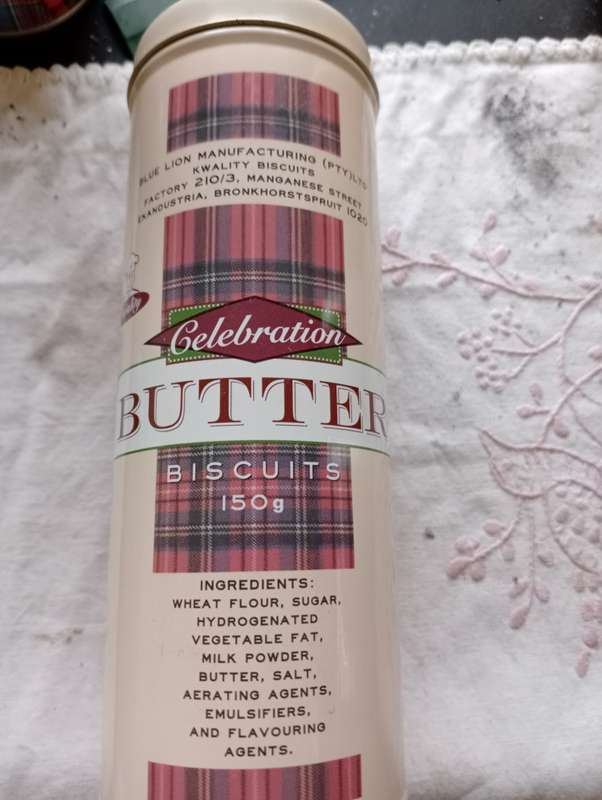 BLUE LION MANUFACTURING (PTY) LTD
KWALITY BISCUITS
FACTORY 210/3, MANGANESE STREET
EKANDUSTRIA, BRONKHORSTSPRUIT 1020
Celebration
BUTTER
BISCUITS
150g
INGREDIENTS:
WHEAT FLOUR, SUGAR,
HYDROGENATED
VEGETABLE FAT,
MILK POWDER,
BUTTER, SALT,
AERATING AGENTS,
EMULSIFIERS,
AND FLAVOURING
AGENTS.